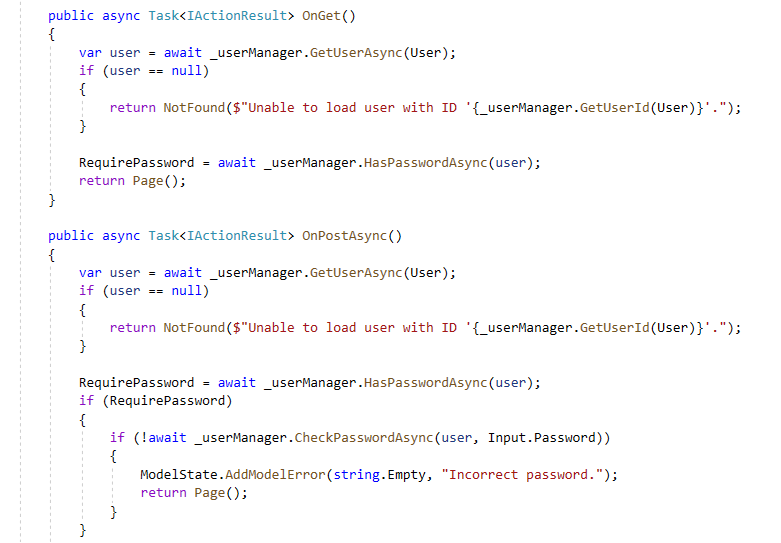 public async Task<IActionResult> OnGet()
{
var user = await _userManager.GetUserAsync(User);
if (user == null)
{
return NotFound($"Unable to load user with ID '{_userManager.GetUserId(User)}'.");
}
RequirePassword = await _userManager.HasPasswordAsync(user);
return Page();
}
public async Task<IActionResult> OnPostAsync()
{
var user = await _userManager.GetUserAsync(User);
if (user == null)
{
return NotFound($"Unable to load user with ID '{_userManager.GetUserId(User)}'.");
}
RequirePassword = await _userManager.HasPasswordAsync(user);
if (RequirePassword)
{
if (!await _userManager.CheckPasswordAsync(user, Input.Password))
{
ModelState.AddModelError(string.Empty, "Incorrect password.");
return Page();
}
}